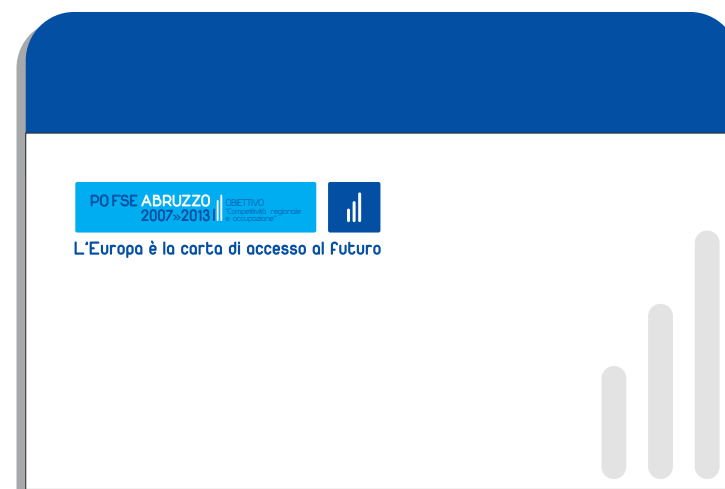 PO FSE ABRUZZO
2007»2013
OBIETTIVO
"Competitività regionale
e occupazione"
L'Europa è la carta di accesso al futuro